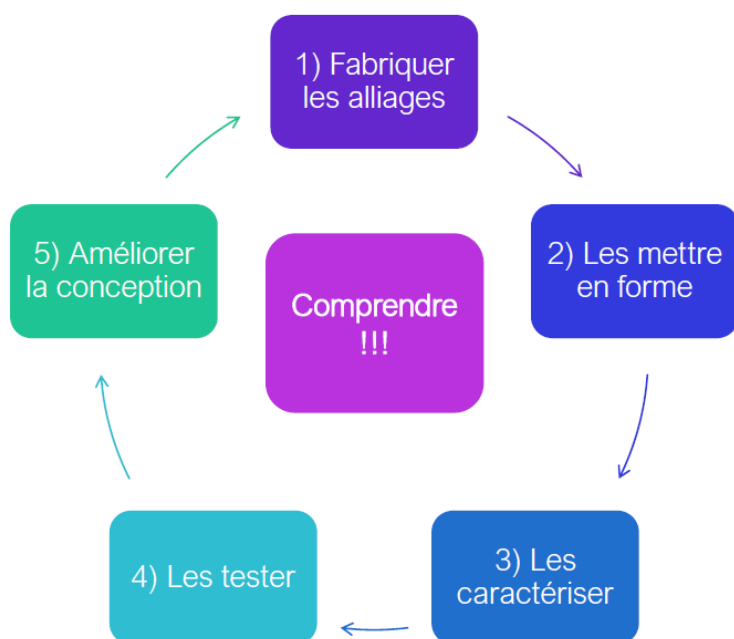 1) Fabriquer
les alliages
2) Les mettre
en forme
3) Les
caractériser
4) Les tester
5) Améliorer
la conception
Comprendre
!!!